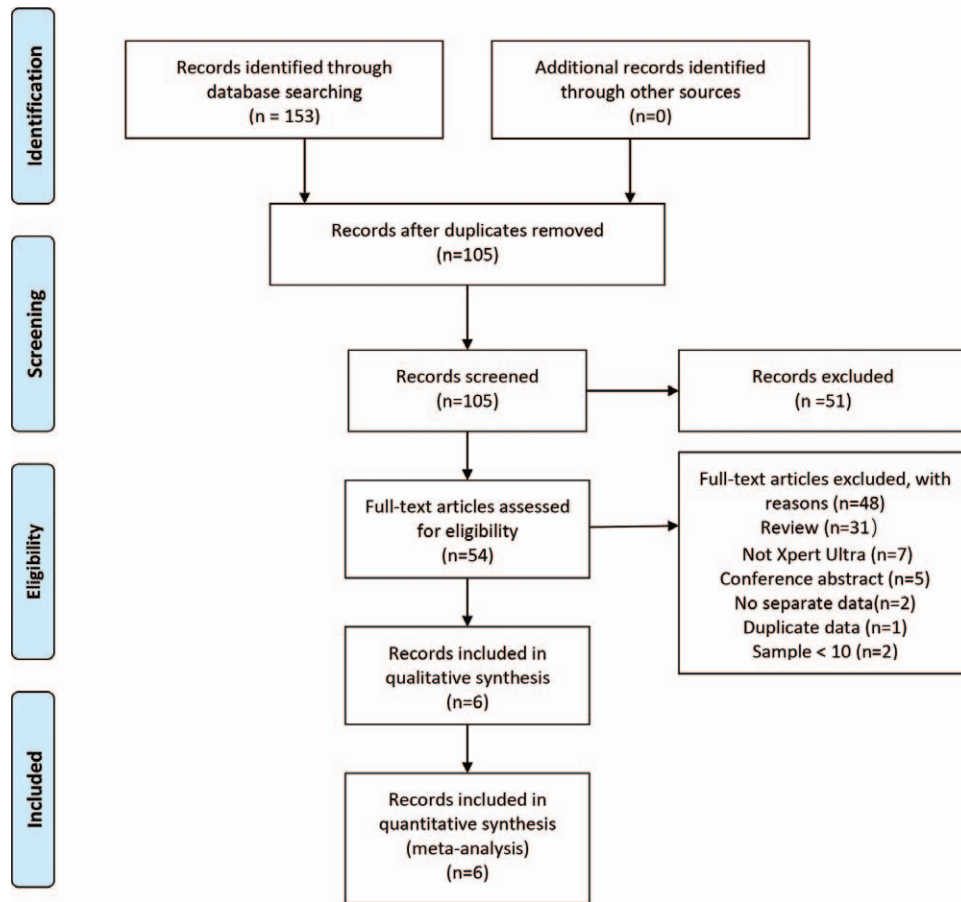 Identification
Records identified through
database searching
(n = 153)
Additional records identified
through other sources
(n=0)
Records after duplicates removed
(n=105)
Screening
Records screened
(n=105)
Records excluded
(n =51)
Eligibility
Full-text articles assessed
for eligibility
(n=54)
Full-text articles excluded, with
reasons (n=48)
Review (n=31)
Not Xpert Ultra (n=7)
Conference abstract (n=5)
No separate data(n=2)
Duplicate data (n=1)
Sample < 10 (n=2)
Records included in
qualitative synthesis
(n=6)
Included
Records included in
quantitative synthesis
(meta-analysis)
(n=6)